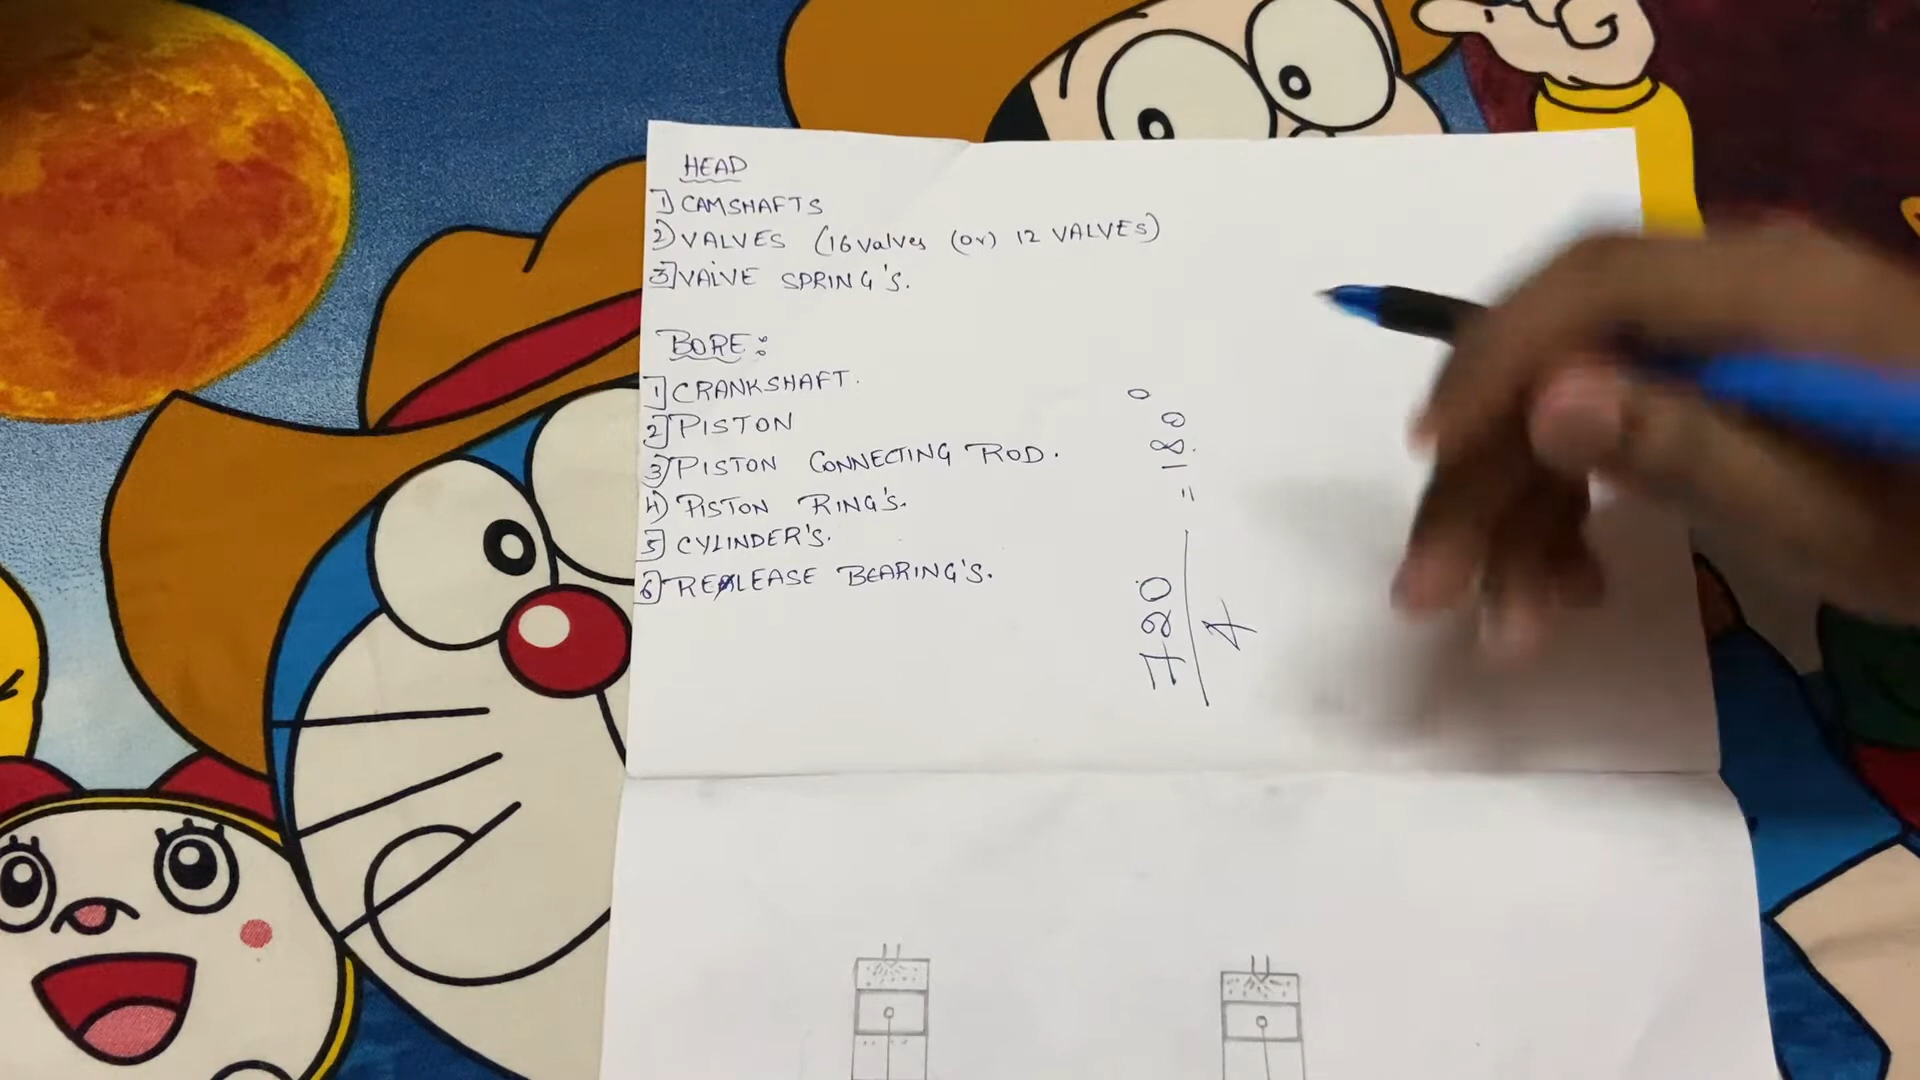 HEAD
1] CAMSHAFTS
2) VALVES (16 valves (or) 12 VALVES)
3] VALVE SPRING'S.
BORE:
1] CRANKSHAFT.
2] PISTON
3] PISTON CONNECTING ROD.
4) PISTON RING'S.
5] CYLINDER'S.
6] RELEASE BEARING'S.
720/4 = 180°